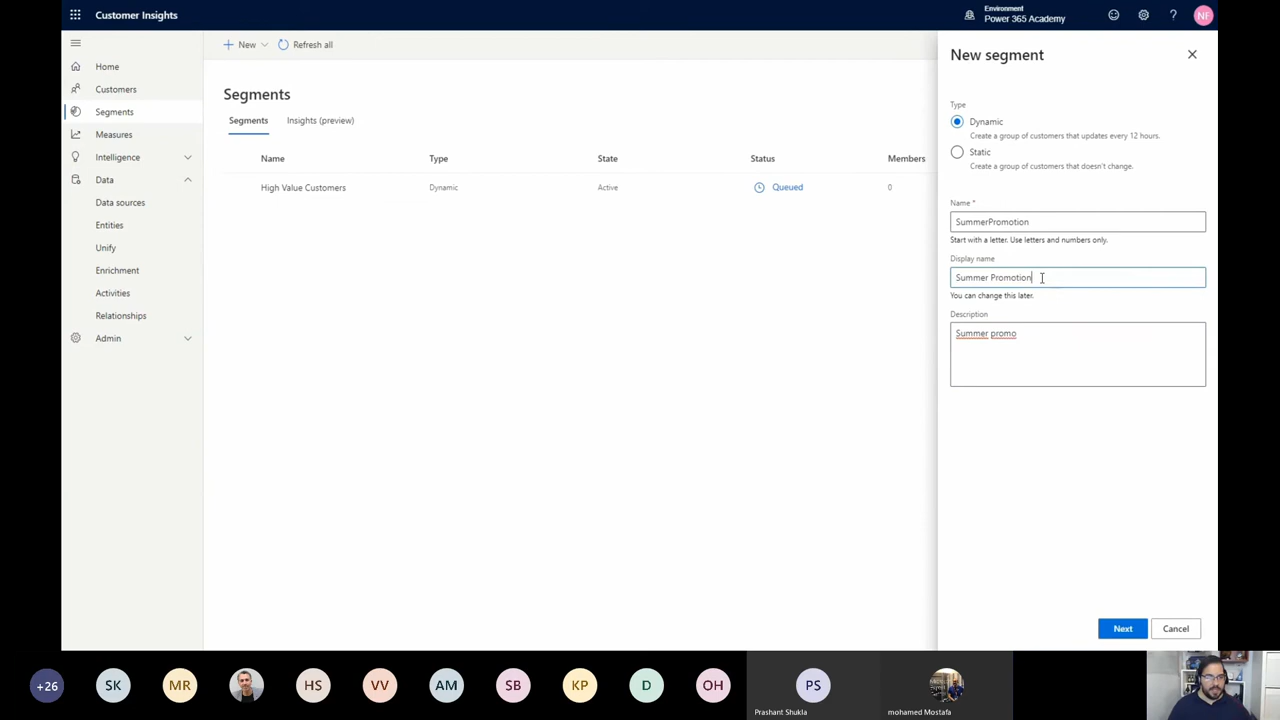 Customer Insights
Environment
Power 365 Academy
NF
Home
Customers
Segments
Measures
Intelligence
Data
Data sources
Entities
Unify
Enrichment
Activities
Relationships
Admin
New
Refresh all
Segments
Segments
Insights (preview)
Name
Type
State
Status
Members
High Value Customers
Dynamic
Active
Queued
0
New segment
Type
Dynamic
Create a group of customers that updates every 12 hours.
Static
Create a group of customers that doesn't change.
Name *
SummerPromotion
Start with a letter. Use letters and numbers only.
Display name
Summer Promotion
You can change this later.
Description
Summer promo
Next
Cancel
+26
SK
MR
HS
VV
AM
SB
KP
D
OH
PS
Prashant Shukla
mohamed Mostafa